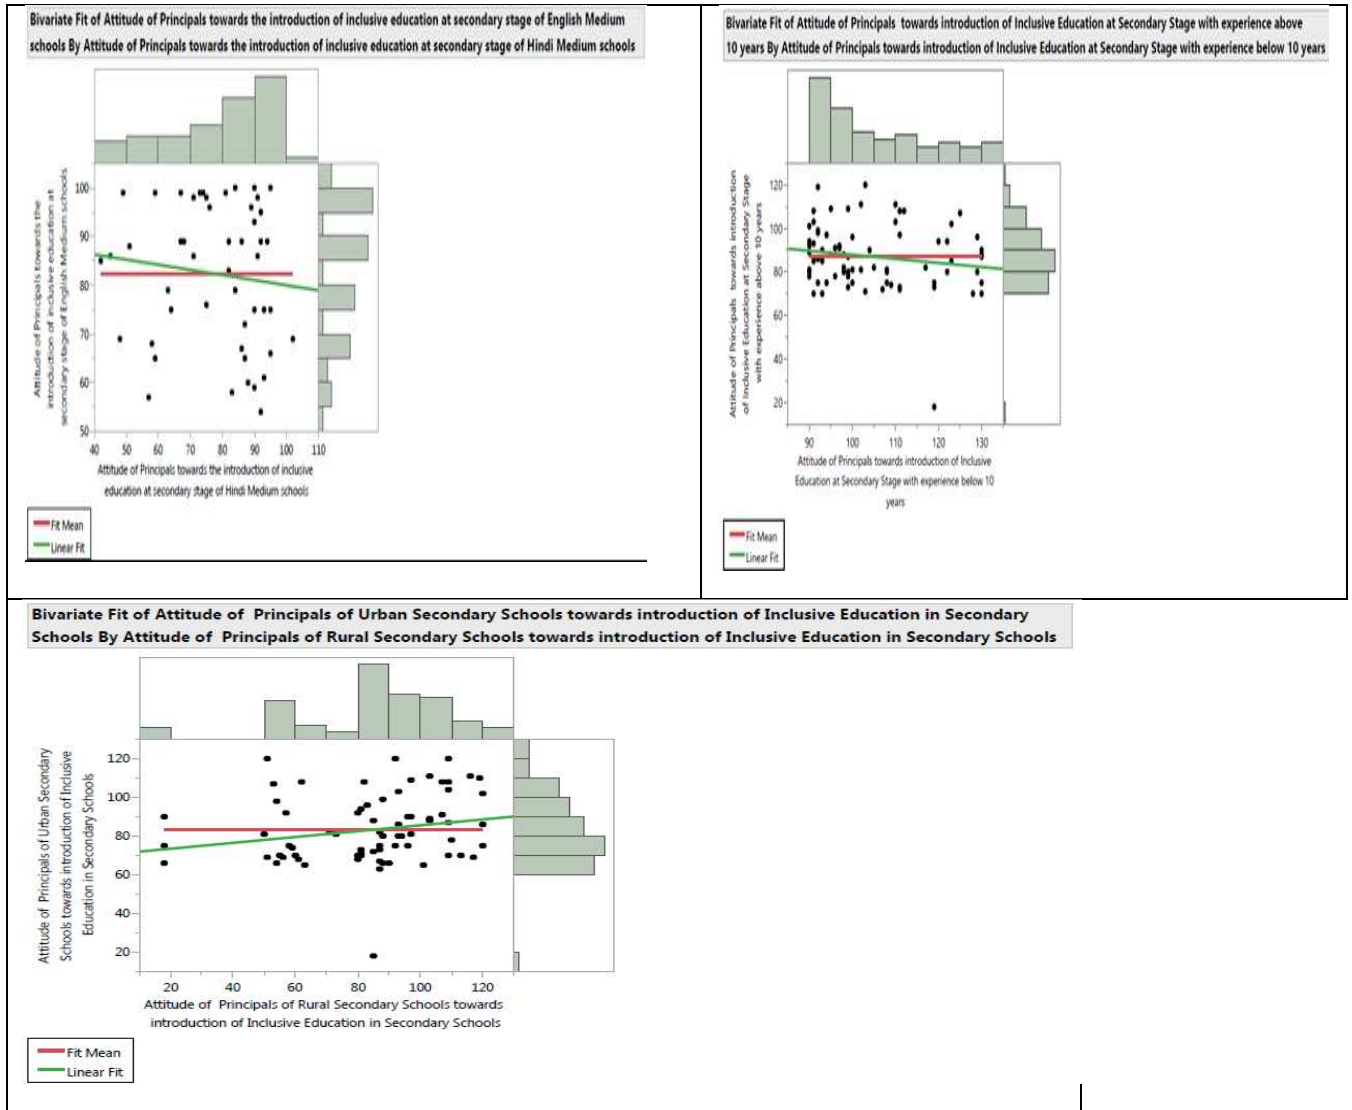 Bivariate Fit of Attitude of Principals towards the introduction of inclusive education at secondary stage of English Medium
schools By Attitude of Principals towards the introduction of inclusive education at secondary stage of Hindi Medium schools
Attitude of Principals towards the
introduction of inclusive education at
secondary stage of English Medium schools
100
90
80
70
60
50
40 50 60 70 80 90 100 110
Attitude of Principals towards the introduction of inclusive
education at secondary stage of Hindi Medium schools
Fit Mean
Linear Fit
Bivariate Fit of Attitude of Principals towards introduction of Inclusive Education at Secondary Stage with experience above
10 years By Attitude of Principals towards introduction of Inclusive Education at Secondary Stage with experience below 10 years
Attitude of Principals towards introduction
of Inclusive Education at Secondary Stage
with experience above 10 years
120
100
80
60
40
20
90 100 110 120 130
Attitude of Principals towards introduction of Inclusive
Education at Secondary Stage with experience below 10
years
Fit Mean
Linear Fit
Bivariate Fit of Attitude of Principals of Urban Secondary Schools towards introduction of Inclusive Education in Secondary
Schools By Attitude of Principals of Rural Secondary Schools towards introduction of Inclusive Education in Secondary Schools
Attitude of Principals of Urban Secondary
Schools towards introduction of Inclusive
Education in Secondary Schools
120
100
80
60
40
20
20 40 60 80 100 120
Attitude of Principals of Rural Secondary Schools towards
introduction of Inclusive Education in Secondary Schools
Fit Mean
Linear Fit